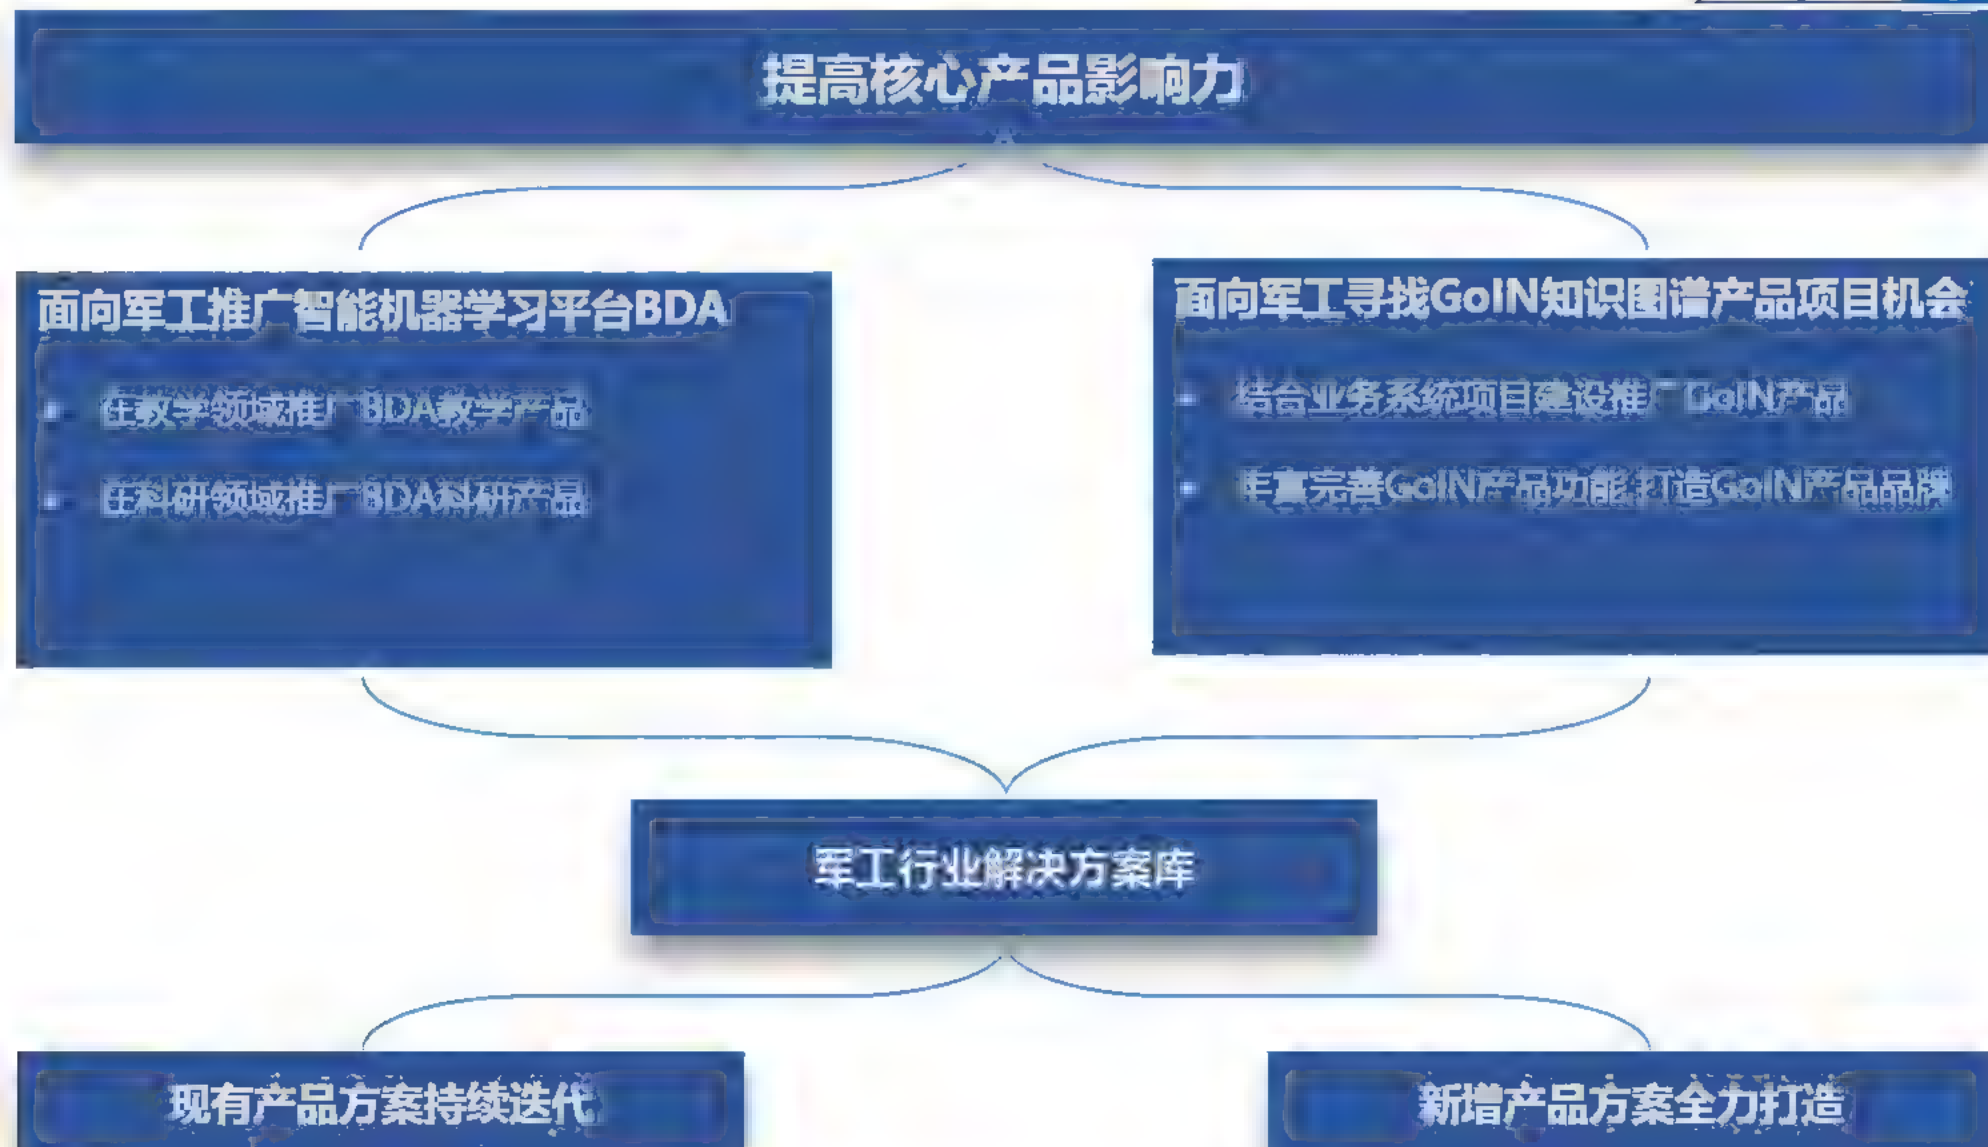 提高核心产品影响力
面向军工推广智能机器学习平台BDA
面向军工寻找GoIN知识图谱产品项目机会
在教学领域推广BDA教学产品
结合业务系统项目建设推广GoIN产品
在科研领域推广BDA科研产品
丰富完善GoIN产品功能,打造GoIN产品品牌
军工行业解决方案库
现有产品方案持续迭代
新增产品方案全力打造